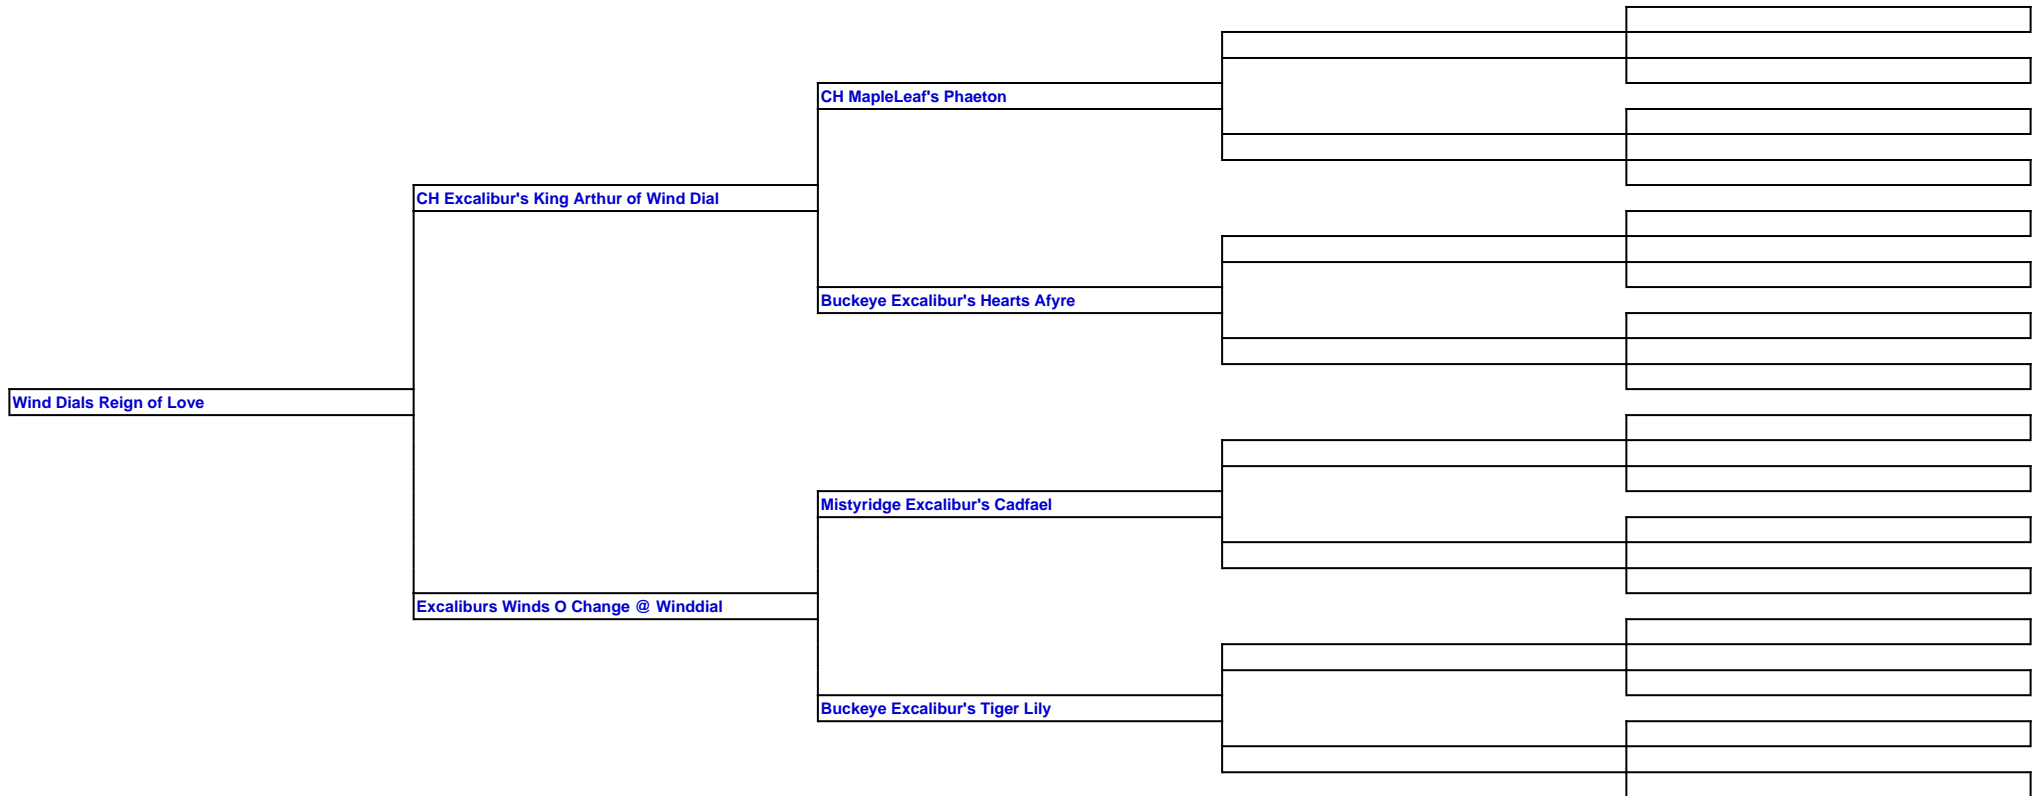 CH MapleLeaf's Phaeton
CH Excalibur's King Arthur of Wind Dial
Buckeye Excalibur's Hearts Afyre
Wind Dials Reign of Love
Mistyridge Excalibur's Cadfael
Excaliburs Winds O Change @ Winddial
Buckeye Excalibur's Tiger Lily